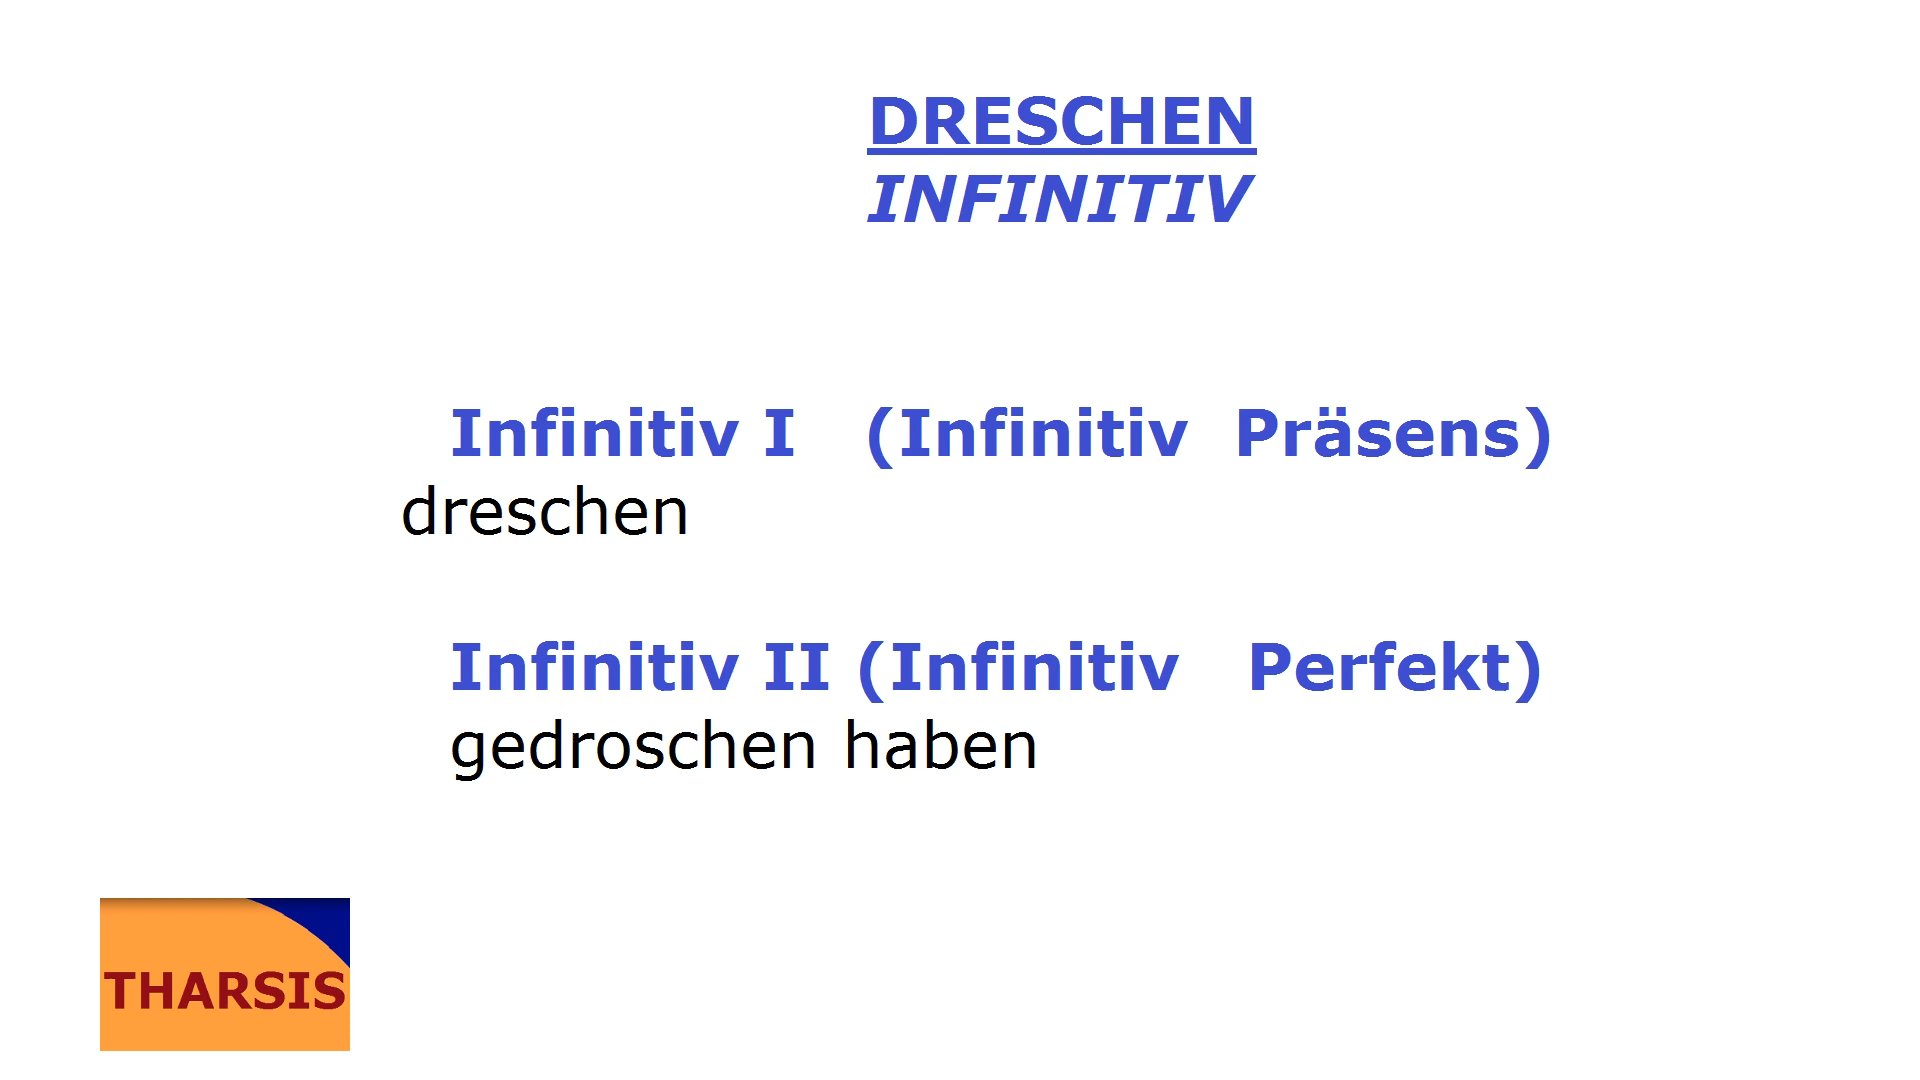 DRESCHEN
INFINITIV
Infinitiv I (Infinitiv Präsens)
dreschen
Infinitiv II (Infinitiv Perfekt)
gedroschen haben
THARSIS